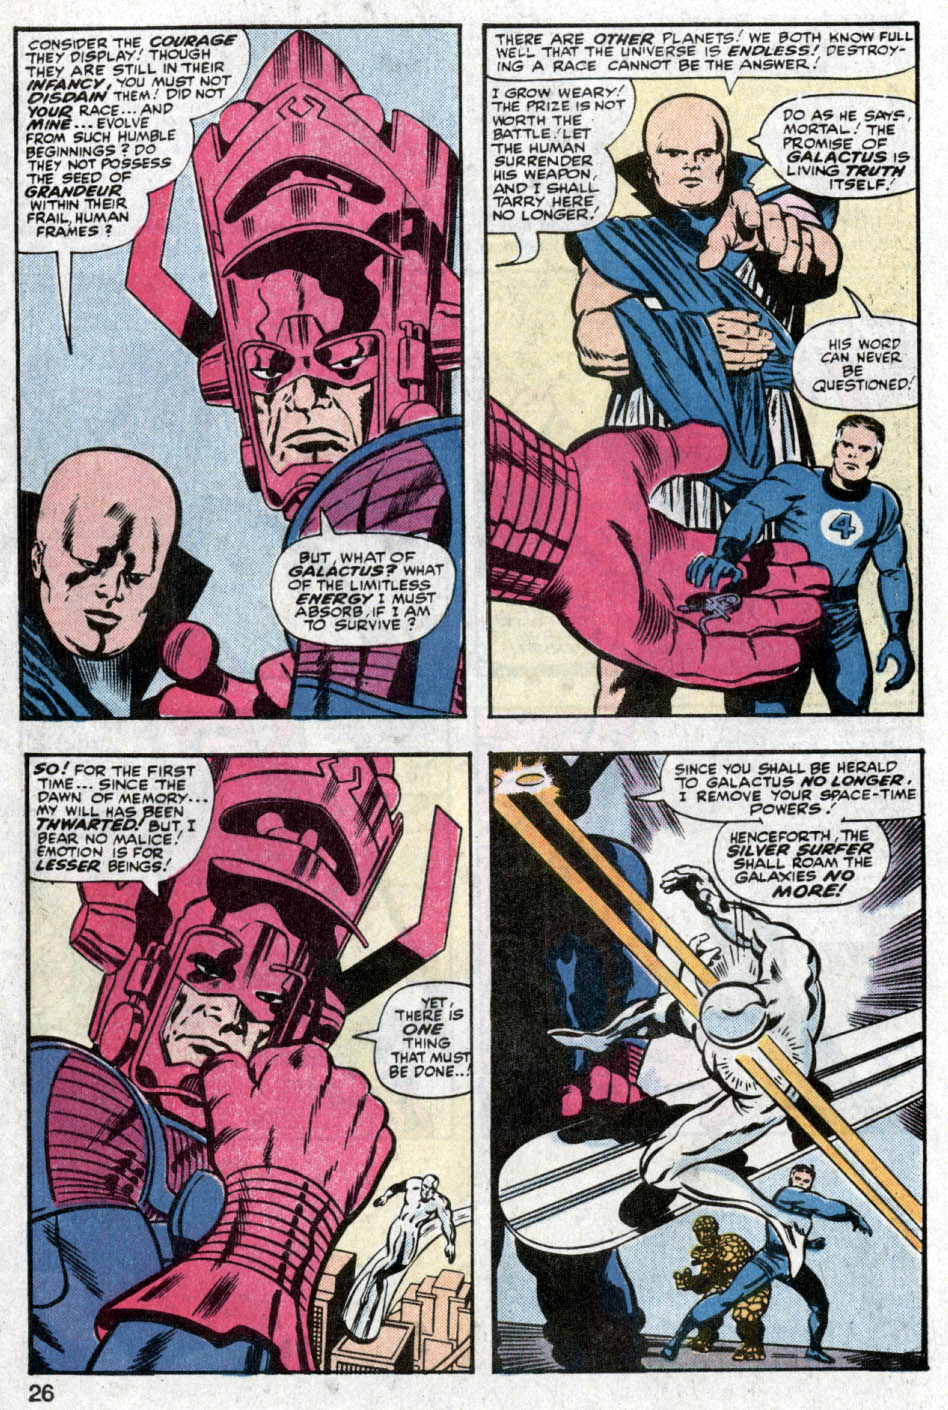 CONSIDER THE COURAGE
THEY DISPLAY! THOUGH
THEY ARE STILL IN THEIR
INFANCY, YOU MUST NOT
DISDAIN THEM! DID NOT
YOUR RACE... AND
MINE... EVOLVE
FROM SUCH HUMBLE
BEGINNINGS? DO
THEY NOT POSSESS
THE SEED OF
GRANDEUR
WITHIN THEIR
FRAIL, HUMAN
FRAMES?
BUT, WHAT OF
GALACTUS? WHAT
OF THE LIMITLESS
ENERGY I MUST
ABSORB, IF I AM
TO SURVIVE?
THERE ARE OTHER PLANETS! WE BOTH KNOW FULL
WELL THAT THE UNIVERSE IS ENDLESS! DESTROY-
ING A RACE CANNOT BE THE ANSWER!
I GROW WEARY!
THE PRIZE IS NOT
WORTH THE
BATTLE! LET
THE HUMAN
SURRENDER
HIS WEAPON,
AND I SHALL
TARRY HERE
NO LONGER!
DO AS HE SAYS,
MORTAL! THE
PROMISE OF
GALACTUS IS
LIVING TRUTH
ITSELF!
HIS WORD
CAN NEVER
BE
QUESTIONED!
4
SO! FOR THE FIRST
TIME... SINCE THE
DAWN OF MEMORY...
MY WILL HAS BEEN
THWARTED! BUT, I
BEAR NO MALICE!
EMOTION IS FOR
LESSER BEINGS!
YET,
THERE IS
ONE
THING
THAT MUST
BE DONE..!
SINCE YOU SHALL BE HERALD
TO GALACTUS NO LONGER,
I REMOVE YOUR SPACE-TIME
POWERS!
HENCEFORTH, THE
SILVER SURFER
SHALL ROAM THE
GALAXIES NO
MORE!
26